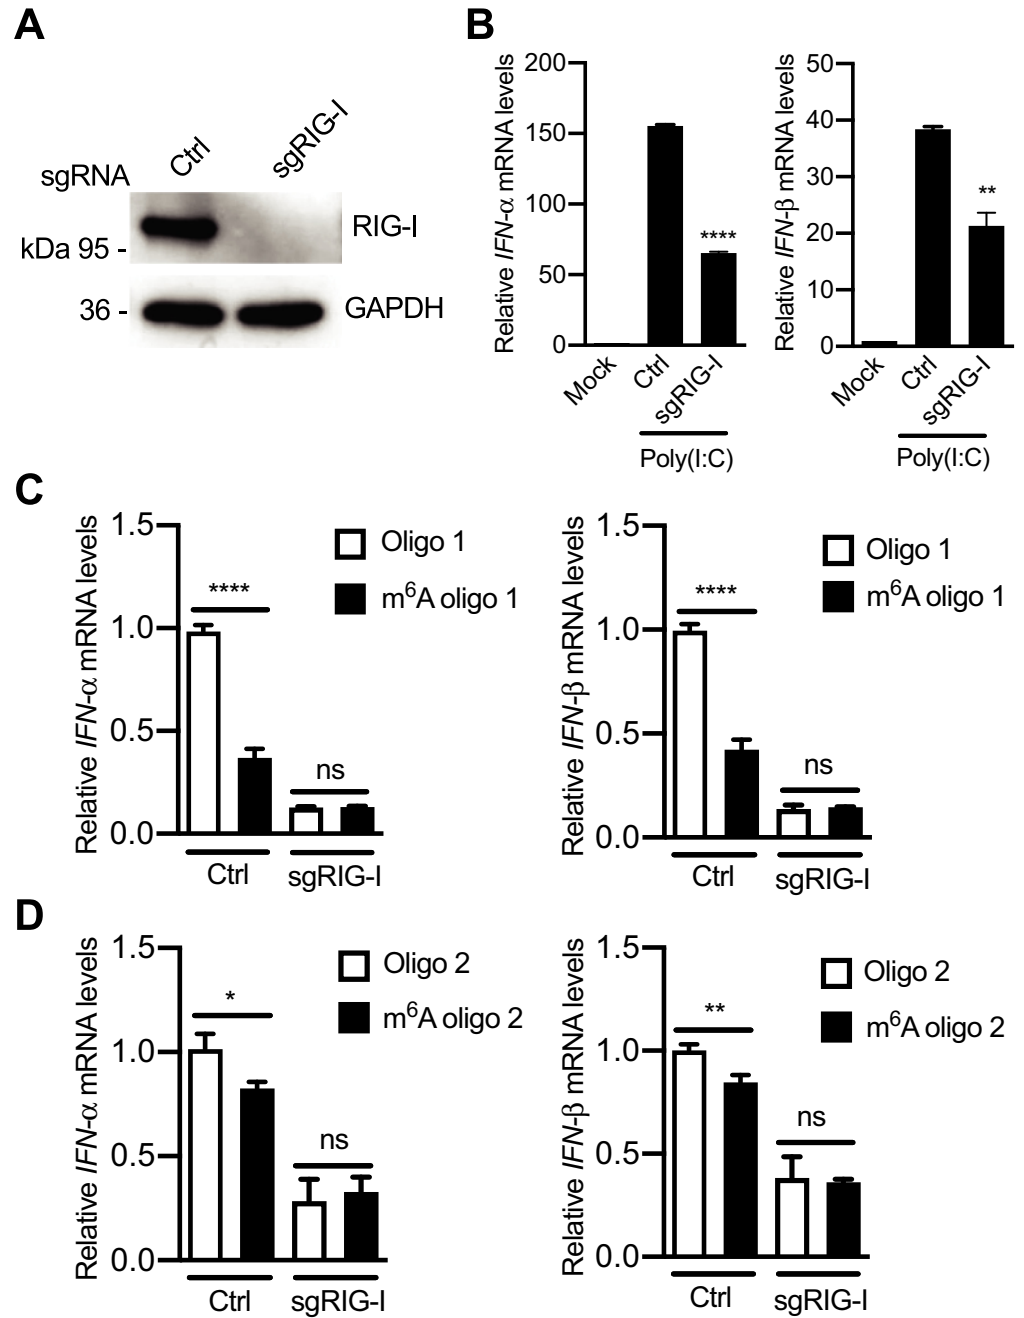 A
sgRNA
Ctrl
sgRIG-I
kDa 95 -
RIG-I
36 -
GAPDH
B
Relative IFN-α mRNA levels
200
150
100
50
0
****
Mock
Ctrl
sgRIG-I
Poly(I:C)
Relative IFN-β mRNA levels
50
40
30
20
10
0
**
Mock
Ctrl
sgRIG-I
Poly(I:C)
C
Relative IFN-α mRNA levels
1.5
1.0
0.5
0.0
Oligo 1
m⁶A oligo 1
****
ns
Ctrl
sgRIG-I
Relative IFN-β mRNA levels
1.5
1.0
0.5
0.0
Oligo 1
m⁶A oligo 1
****
ns
Ctrl
sgRIG-I
D
Relative IFN-α mRNA levels
1.5
1.0
0.5
0.0
Oligo 2
m⁶A oligo 2
*
ns
Ctrl
sgRIG-I
Relative IFN-β mRNA levels
1.5
1.0
0.5
0.0
Oligo 2
m⁶A oligo 2
**
ns
Ctrl
sgRIG-I